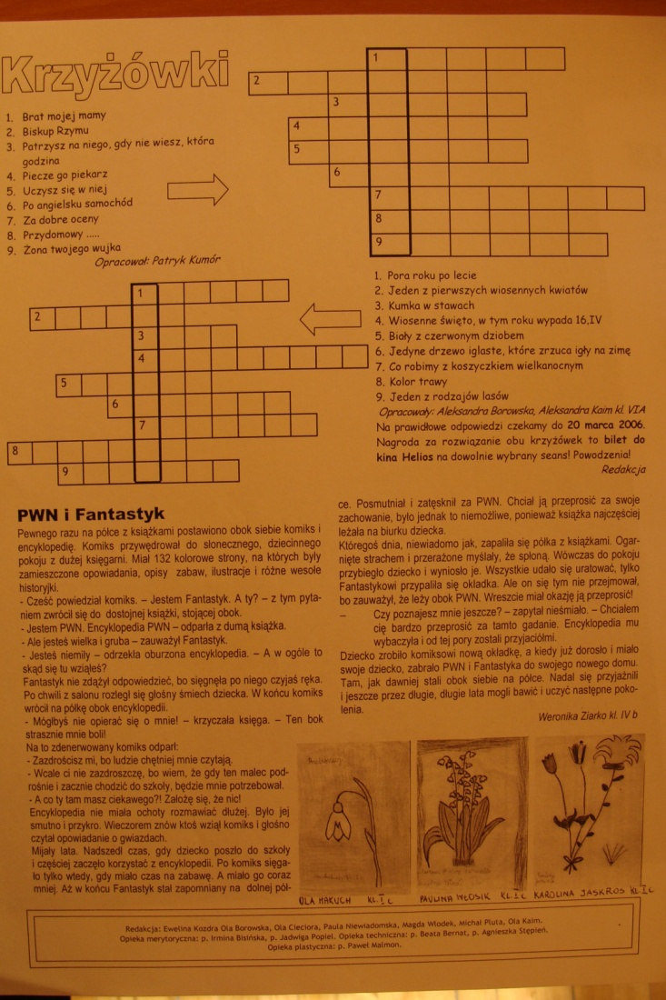 Krzyżówki
1. Brat mojej mamy
2. Biskup Rzymu
3. Patrzysz na niego, gdy nie wiesz, która
godzina
4. Piecze go piekarz
5. Uczysz się w niej
6. Po angielsku samochód
7. Za dobre oceny
8. Przydomowy .....
9. Żona twojego wujka
Opracował: Patryk Kumór
1
2
3
4
5
6
7
8
9
1
2
3
4
5
6
7
8
9
1. Pora roku po lecie
2. Jeden z pierwszych wiosennych kwiatów
3. Kumka w stawach
4. Wiosenne święto, w tym roku wypada 16,IV
5. Biały z czerwonym dziobem
6. Jedyne drzewo iglaste, które zrzuca igły na zimę
7. Co robimy z koszyczkiem wielkanocnym
8. Kolor trawy
9. Jeden z rodzajów lasów
Opracowały: Aleksandra Borowska, Aleksandra Kaim kl. VIA
Na prawidłowe odpowiedzi czekamy do 20 marca 2006.
Nagroda za rozwiązanie obu krzyżówek to bilet do
kina Helios na dowolnie wybrany seans! Powodzenia!
Redakcja
PWN i Fantastyk
Pewnego razu na półce z książkami postawiono obok siebie komiks i
encyklopedię. Komiks przywędrował do słonecznego, dziecinnego
pokoju z dużej księgarni. Miał 132 kolorowe strony, na których były
zamieszczone opowiadania, opisy zabaw, ilustracje i różne wesołe
historyjki.
- Cześć powiedział komiks. – Jestem Fantastyk. A ty? – z tym pyta-
niem zwrócił się do dostojnej książki, stojącej obok.
- Jestem PWN. Encyklopedia PWN – odparła z dumą książka.
- Ale jesteś wielka i gruba – zauważył Fantastyk.
- Jesteś niemiły – odrzekła oburzona encyklopedia. – A w ogóle to
skąd się tu wziąłeś?
Fantastyk nie zdążył odpowiedzieć, bo sięgnęła po niego czyjaś ręka.
Po chwili z salonu rozległ się głośny śmiech dziecka. W końcu komiks
wrócił na półkę obok encyklopedii.
- Mógłbyś nie opierać się o mnie! – krzyczała księga. – Ten bok
strasznie mnie boli!
Na to zdenerwowany komiks odparł:
- Zazdrościsz mi, bo ludzie chętniej mnie czytają.
- Wcale ci nie zazdroszczę, bo wiem, że gdy ten malec pod-
rośnie i zacznie chodzić do szkoły, będzie mnie potrzebował.
- A co ty tam masz ciekawego?! Założę się, że nic!
Encyklopedia nie miała ochoty rozmawiać dłużej. Było jej
smutno i przykro. Wieczorem znów ktoś wziął komiks i głośno
czytał opowiadanie o gwiazdach.
Mijały lata. Nadszedł czas, gdy dziecko poszło do szkoły
i częściej zaczęło korzystać z encyklopedii. Po komiks sięga-
ło tylko wtedy, gdy miało czas na zabawę. A miało go coraz
mniej. Aż w końcu Fantastyk stał zapomniany na dolnej pół-
ce. Posmutniał i zatęsknił za PWN. Chciał ją przeprosić za swoje
zachowanie, było jednak to niemożliwe, ponieważ książka najczęściej
leżała na biurku dziecka.
Któregoś dnia, niewiadomo jak, zapaliła się półka z książkami. Ogar-
nięte strachem i przerażone myślały, że spłoną. Wówczas do pokoju
przybiegło dziecko i wyniosło je. Wszystkie udało się uratować, tylko
Fantastykowi przypaliła się okładka. Ale on się tym nie przejmował,
bo zauważył, że leży obok PWN. Wreszcie miał okazję ją przeprosić!
– Czy poznajesz mnie jeszcze? – zapytał nieśmiało. – Chciałem
cię bardzo przeprosić za tamto gadanie. Encyklopedia mu
wybaczyła i od tej pory zostali przyjaciółmi.
Dziecko zrobiło komiksowi nową okładkę, a kiedy już dorosło i miało
swoje dziecko, zabrało PWN i Fantastyka do swojego nowego domu.
Tam, jak dawniej stali obok siebie na półce. Nadal się przyjaźnili
i jeszcze przez długie, długie lata mogli bawić i uczyć następne poko-
lenia.
Weronika Ziarko kl. IV b
OLA MAKUCH KL. I c
PAULINA WŁOSIK KL. I c
KAROLINA JASKRÓS KL. I c
Redakcja: Ewelina Kozdra Ola Borowska, Ola Cieciora, Paula Niewiadomska, Magda Włodek, Michał Pluta, Ola Kaim.
Opieka merytoryczna: p. Irmina Bisińska, p. Jadwiga Popiel. Opieka techniczna: p. Beata Bernat, p. Agnieszka Stępień.
Opieka plastyczna: p. Paweł Malmon.